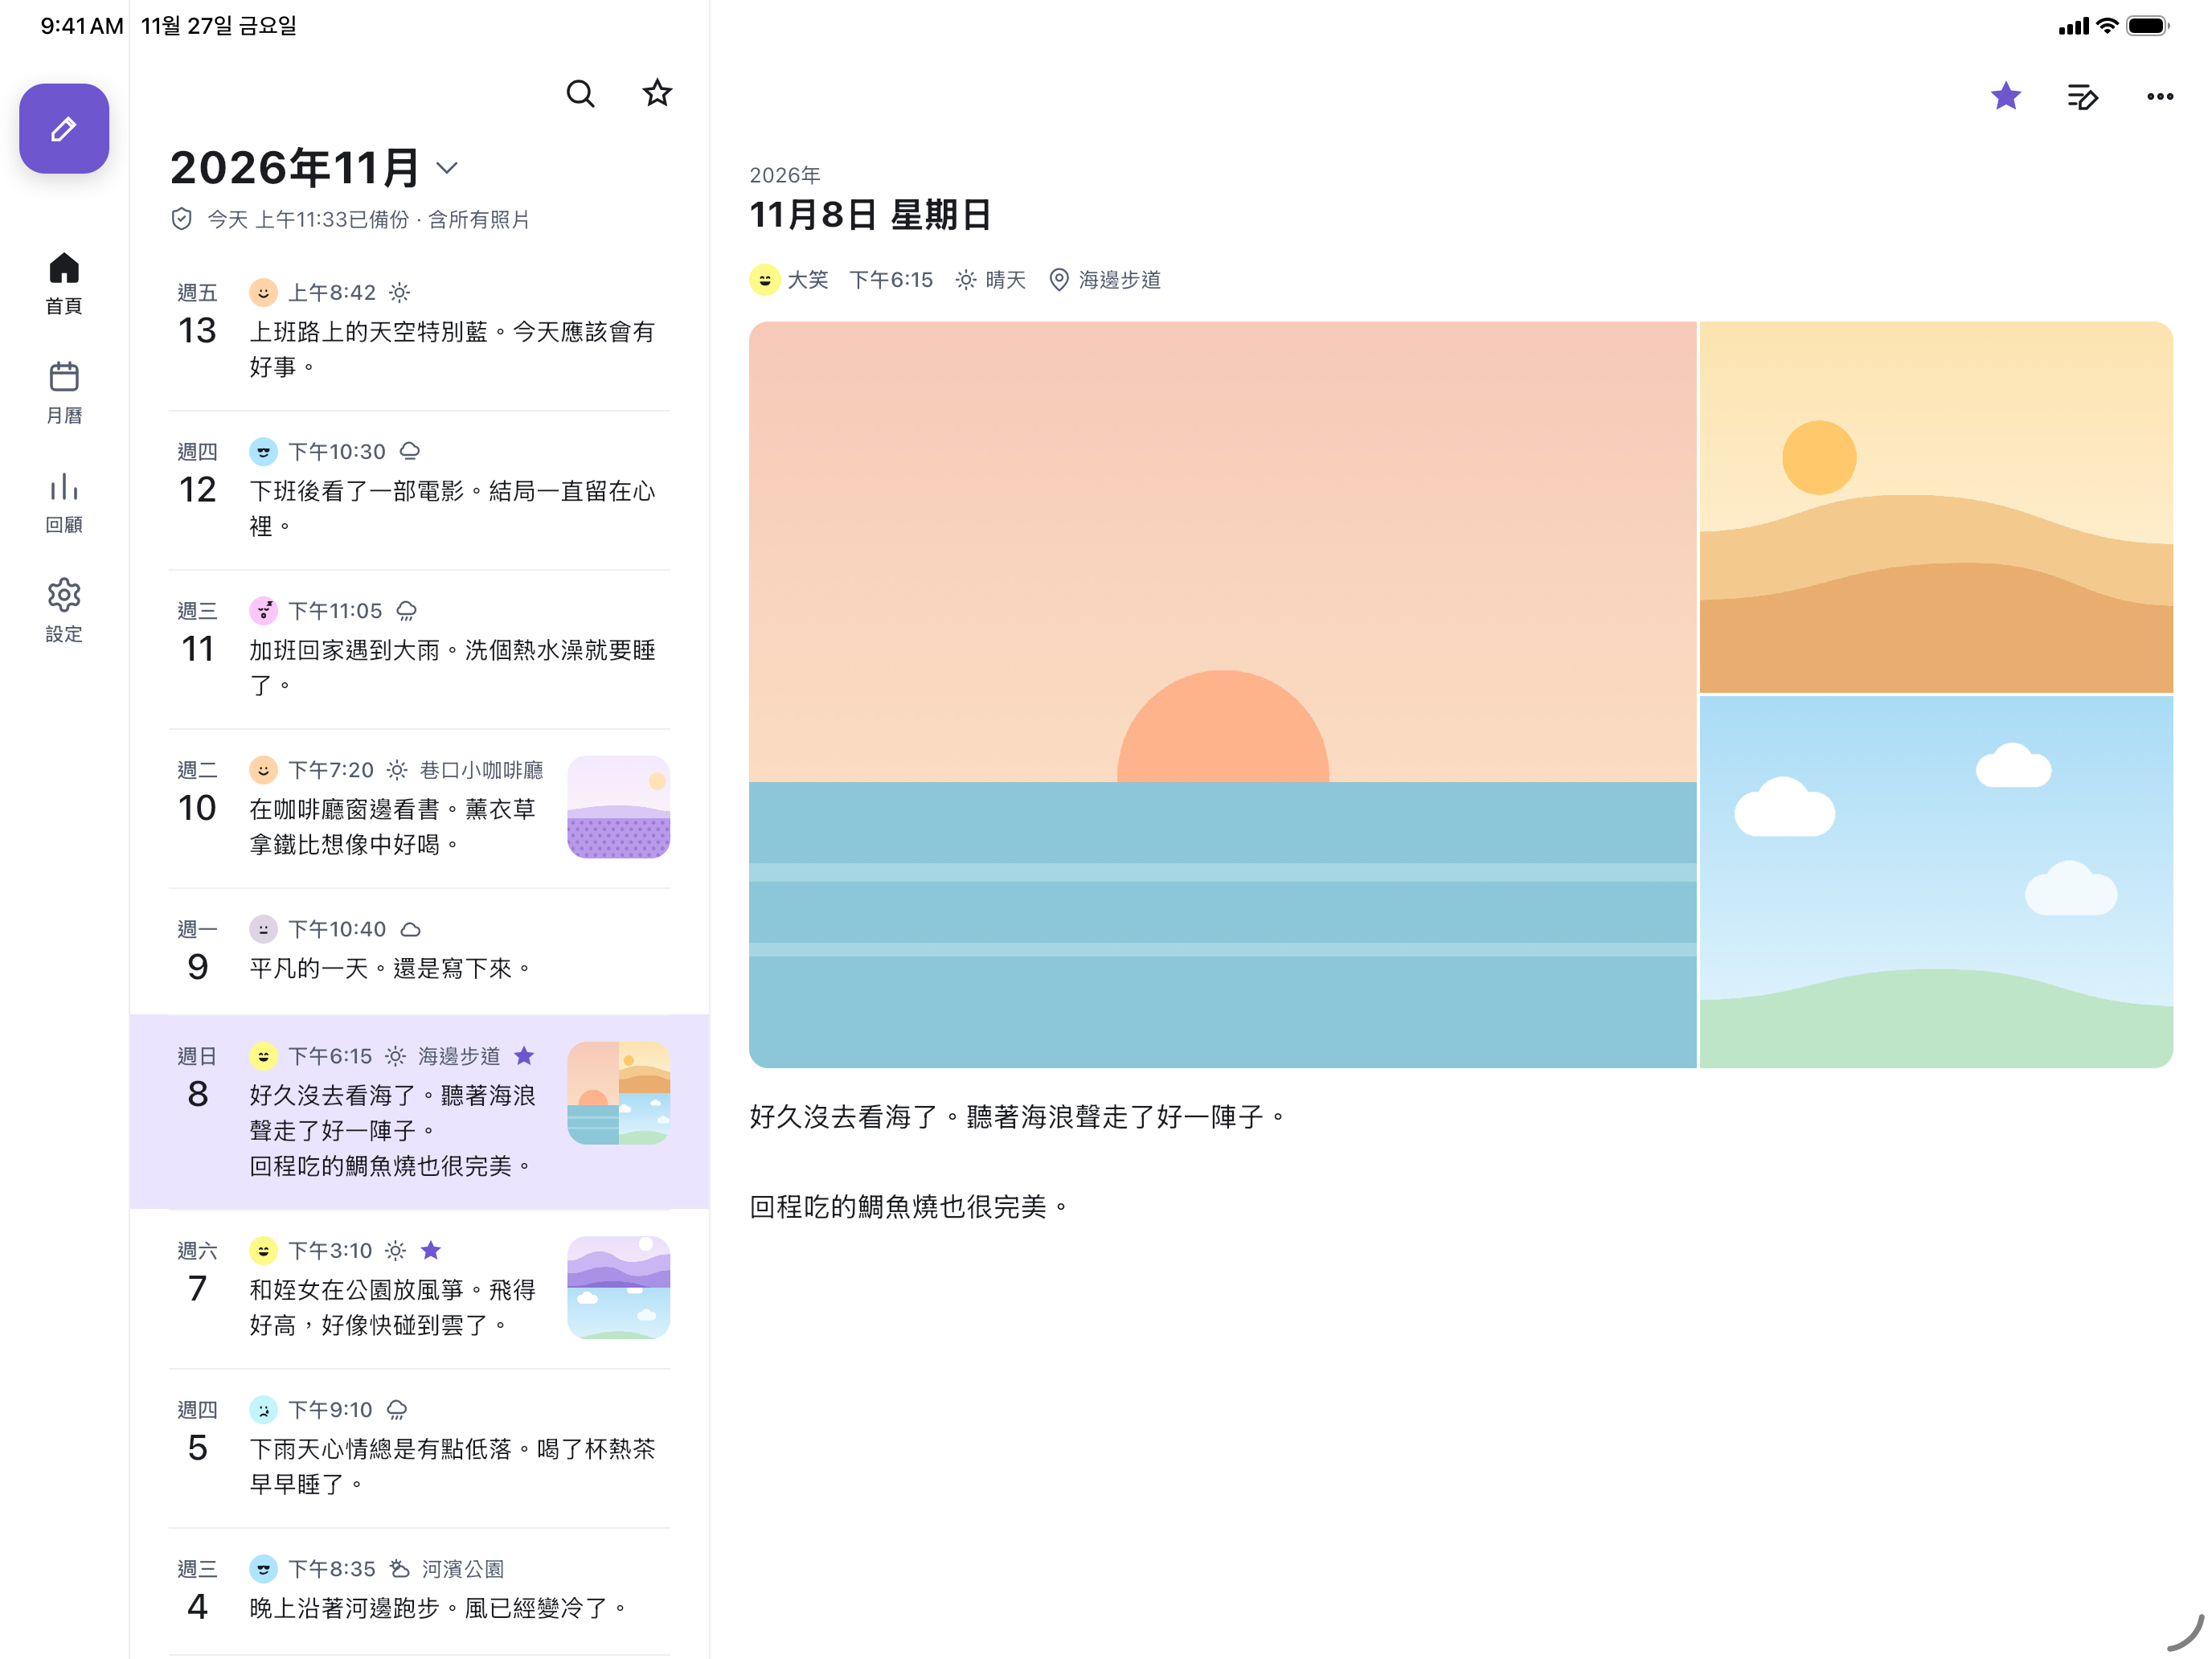 9:41 AM 11월 27일 금요일
首頁
月曆
回顧
設定
2026年11月
今天 上午11:33已備份 · 含所有照片
週五
13
上午8:42
上班路上的天空特別藍。今天應該會有
好事。
週四
12
下午10:30
下班後看了一部電影。結局一直留在心
裡。
週三
11
下午11:05
加班回家遇到大雨。洗個熱水澡就要睡
了。
週二
10
下午7:20 巷口小咖啡廳
在咖啡廳窗邊看書。薰衣草
拿鐵比想像中好喝。
週一
9
下午10:40
平凡的一天。還是寫下來。
週日
8
下午6:15 海邊步道
好久沒去看海了。聽著海浪
聲走了好一陣子。
回程吃的鯛魚燒也很完美。
週六
7
下午3:10
和姪女在公園放風箏。飛得
好高，好像快碰到雲了。
週四
5
下午9:10
下雨天心情總是有點低落。喝了杯熱茶
早早睡了。
週三
4
下午8:35 河濱公園
晚上沿著河邊跑步。風已經變冷了。
2026年
11月8日 星期日
大笑 下午6:15 晴天 海邊步道
好久沒去看海了。聽著海浪聲走了好一陣子。
回程吃的鯛魚燒也很完美。